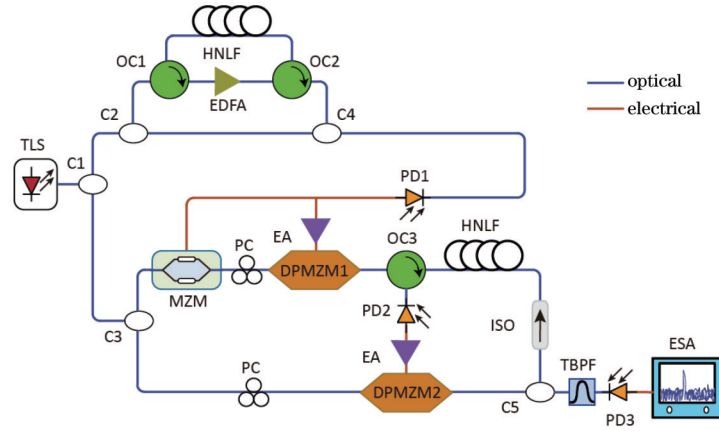 HNLF
OC1
OC2
EDFA
C2
C4
optical
electrical
TLS
C1
PD1
EA
OC3
HNLF
PC
DPMZM1
MZM
PD2
ISO
C3
EA
TBPF
ESA
PC
DPMZM2
C5
PD3